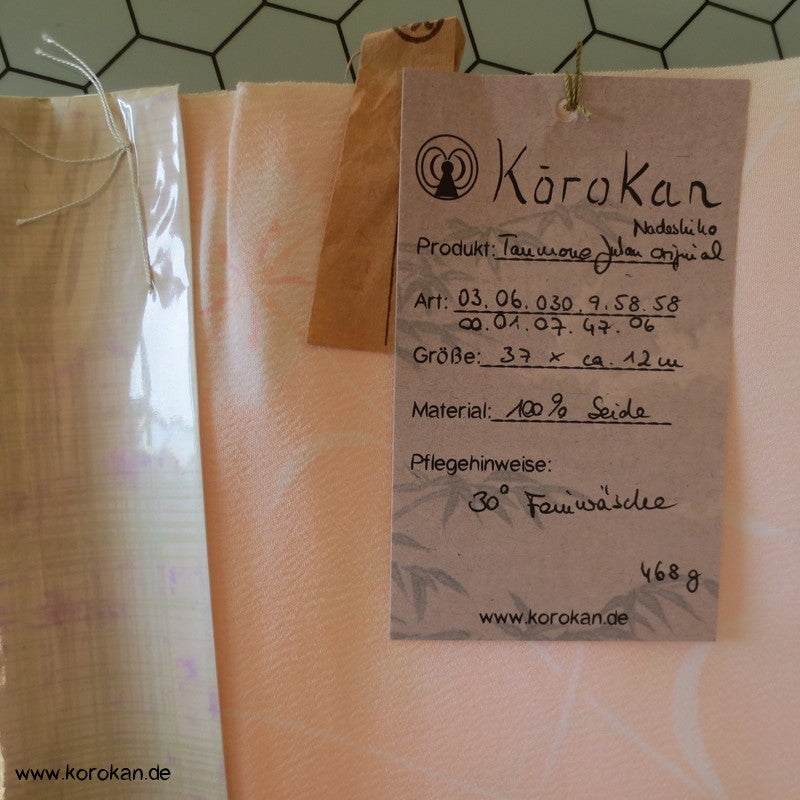 KōroKan
Nadeshiko
Produkt: Tanmono Japan original
Art: 03.06.030.9.58.58
00.01.07.47.06
Größe: 37 x ca. 12 m
Material: 100% Seide
Pflegehinweise:
30° Feinwäsche
468 g
www.korokan.de
www.korokan.de